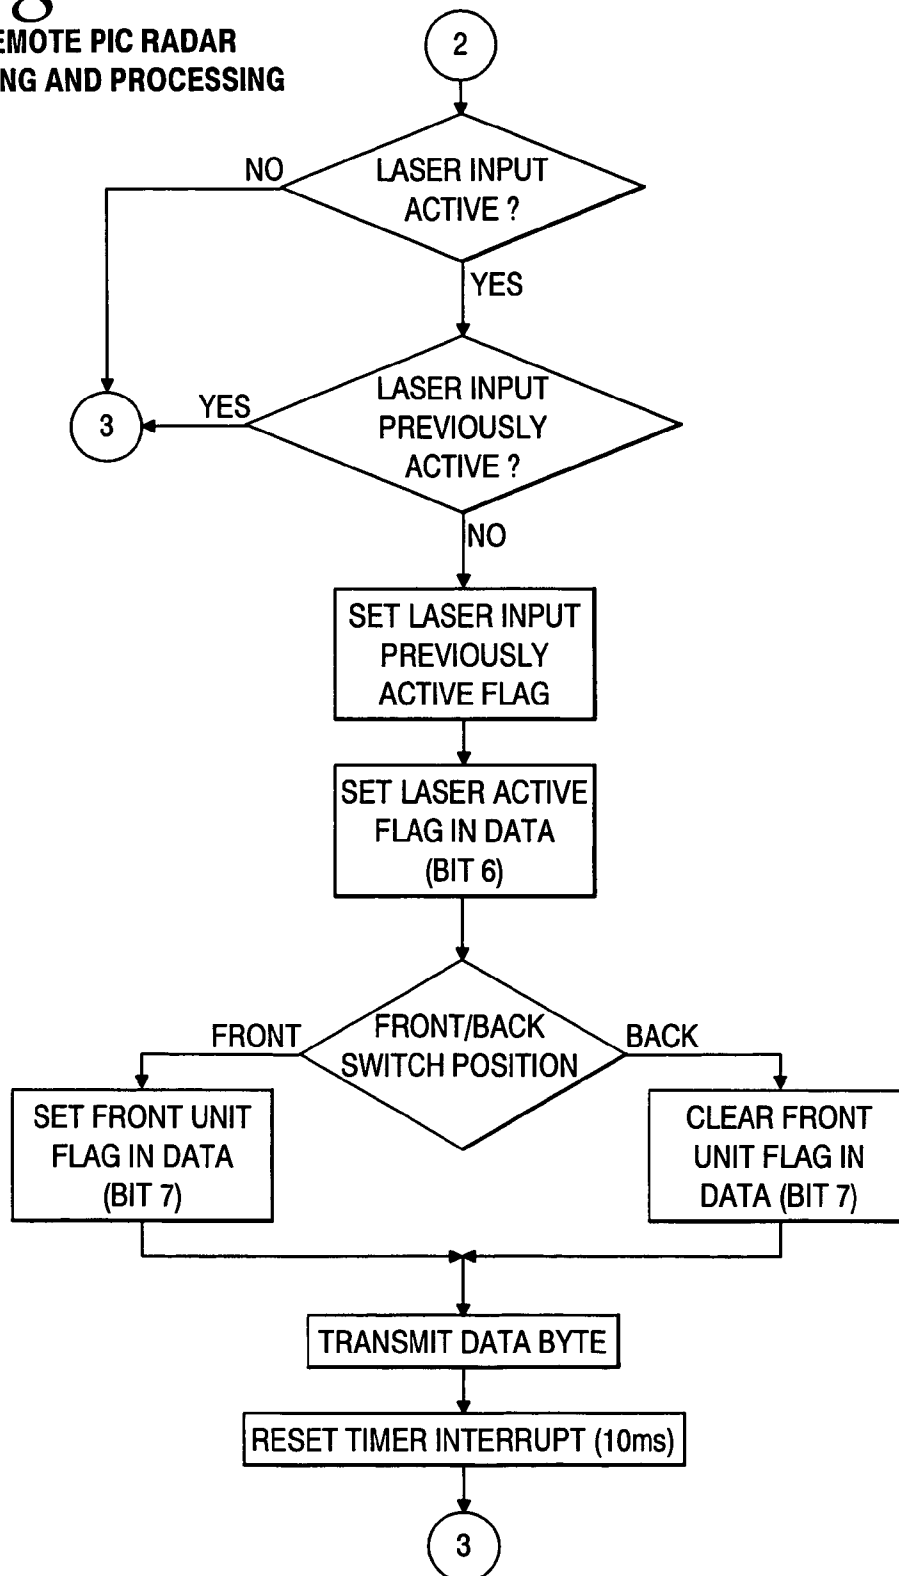 EMOTE PIC RADAR
NG AND PROCESSING
2
LASER INPUT
ACTIVE ?
NO
YES
LASER INPUT
PREVIOUSLY
ACTIVE ?
YES
3
NO
SET LASER INPUT
PREVIOUSLY
ACTIVE FLAG
SET LASER ACTIVE
FLAG IN DATA
(BIT 6)
FRONT/BACK
SWITCH POSITION
FRONT
BACK
SET FRONT UNIT
FLAG IN DATA
(BIT 7)
CLEAR FRONT
UNIT FLAG IN
DATA (BIT 7)
TRANSMIT DATA BYTE
RESET TIMER INTERRUPT (10ms)
3